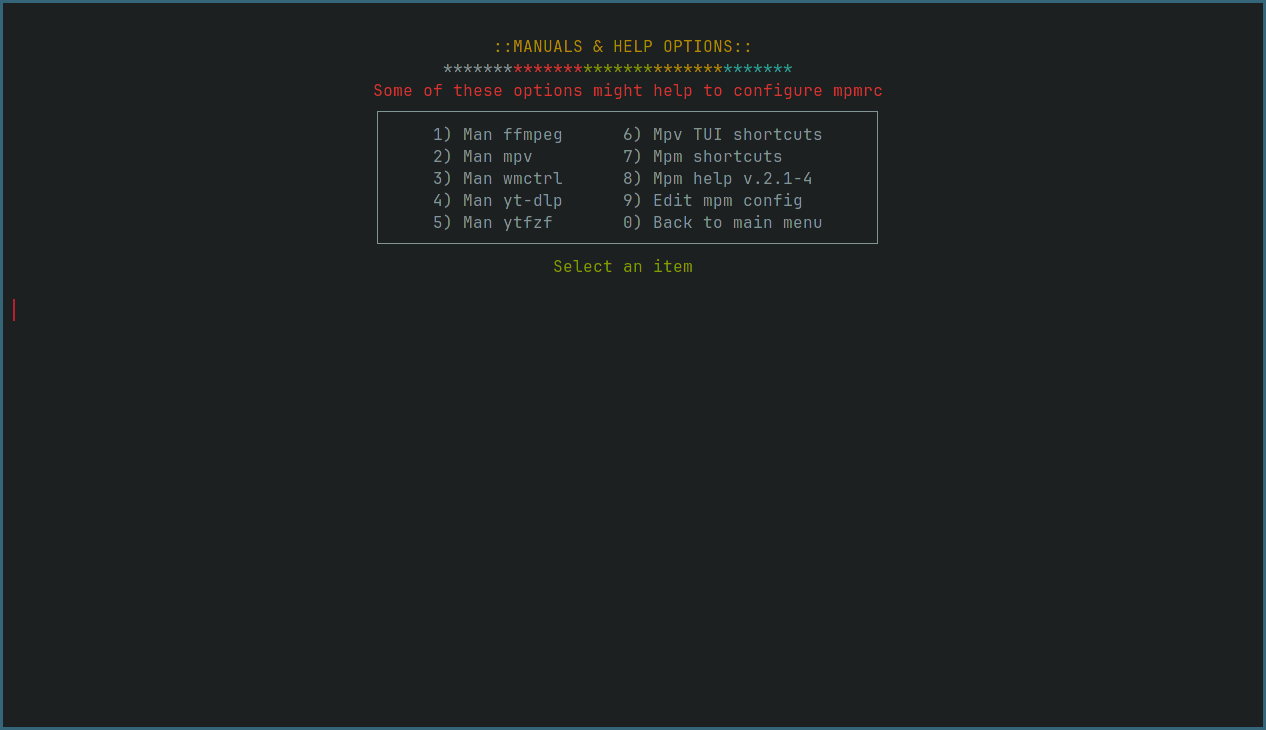 ::MANUALS & HELP OPTIONS::
***********************************
Some of these options might help to configure mpmrc
1) Man ffmpeg 6) Mpv TUI shortcuts
2) Man mpv 7) Mpm shortcuts
3) Man wmctrl 8) Mpm help v.2.1-4
4) Man yt-dlp 9) Edit mpm config
5) Man ytfzf 0) Back to main menu
Select an item